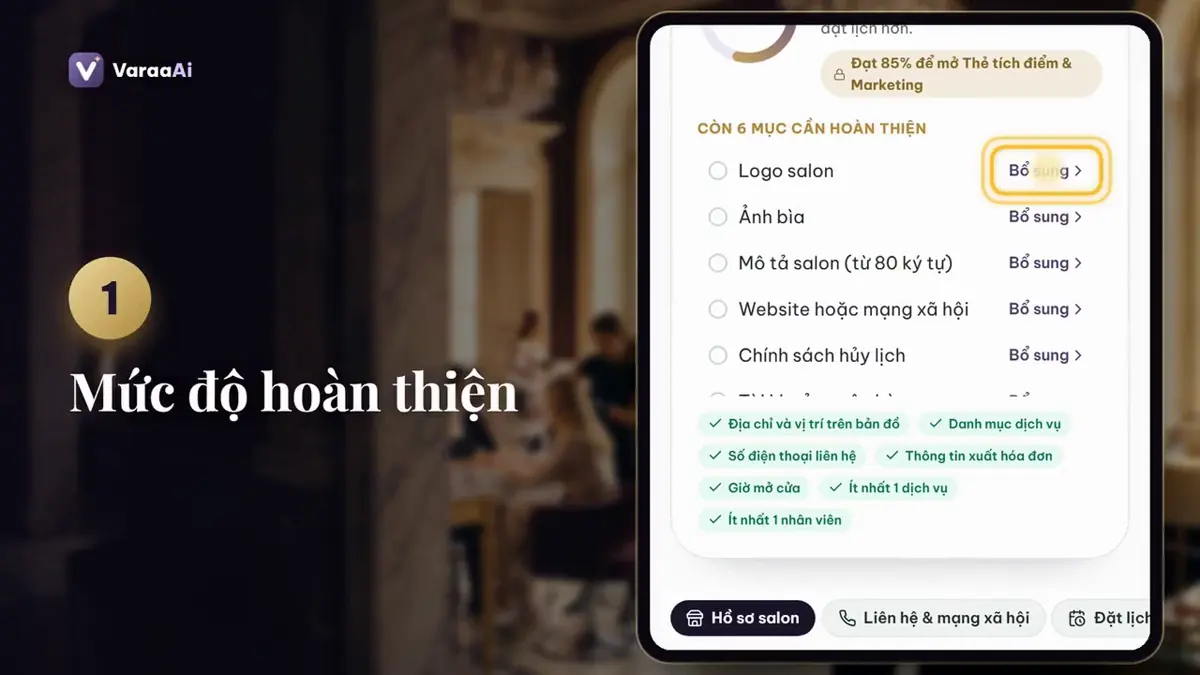 VaraaAi
1
Mức độ hoàn thiện
đặt lịch hơn.
Đạt 85% để mở Thẻ tích điểm &
Marketing
CÒN 6 MỤC CẦN HOÀN THIỆN
Logo salon
Bổ sung
Ảnh bìa
Bổ sung
Mô tả salon (từ 80 ký tự)
Bổ sung
Website hoặc mạng xã hội
Bổ sung
Chính sách hủy lịch
Bổ sung
Địa chỉ và vị trí trên bản đồ
Danh mục dịch vụ
Số điện thoại liên hệ
Thông tin xuất hóa đơn
Giờ mở cửa
Ít nhất 1 dịch vụ
Ít nhất 1 nhân viên
Hồ sơ salon
Liên hệ & mạng xã hội
Đặt lịch